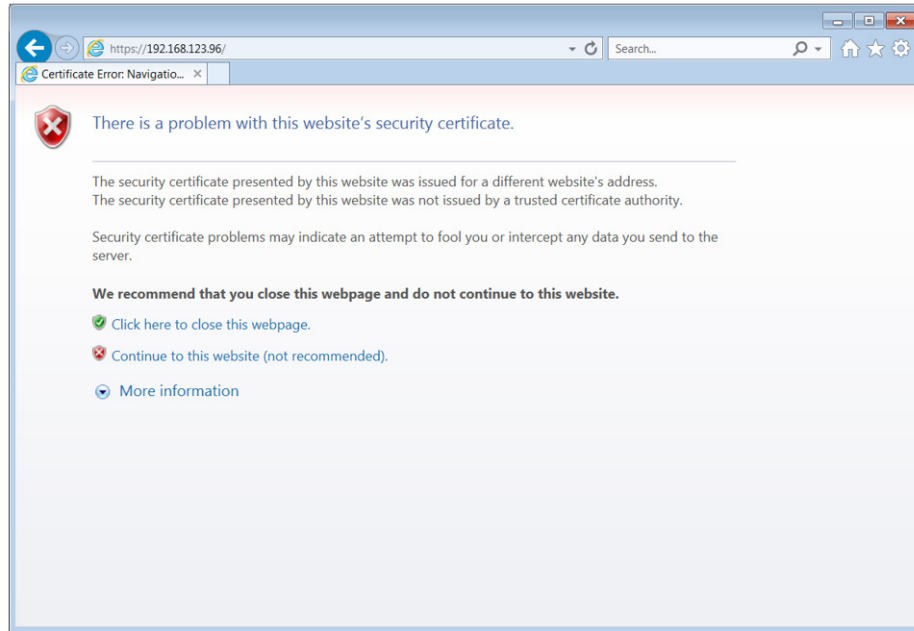 https://192.168.123.96/
Search...
Certificate Error: Navigatio...
There is a problem with this website's security certificate.
The security certificate presented by this website was issued for a different website's address.
The security certificate presented by this website was not issued by a trusted certificate authority.
Security certificate problems may indicate an attempt to fool you or intercept any data you send to the
server.
We recommend that you close this webpage and do not continue to this website.
Click here to close this webpage.
Continue to this website (not recommended).
More information